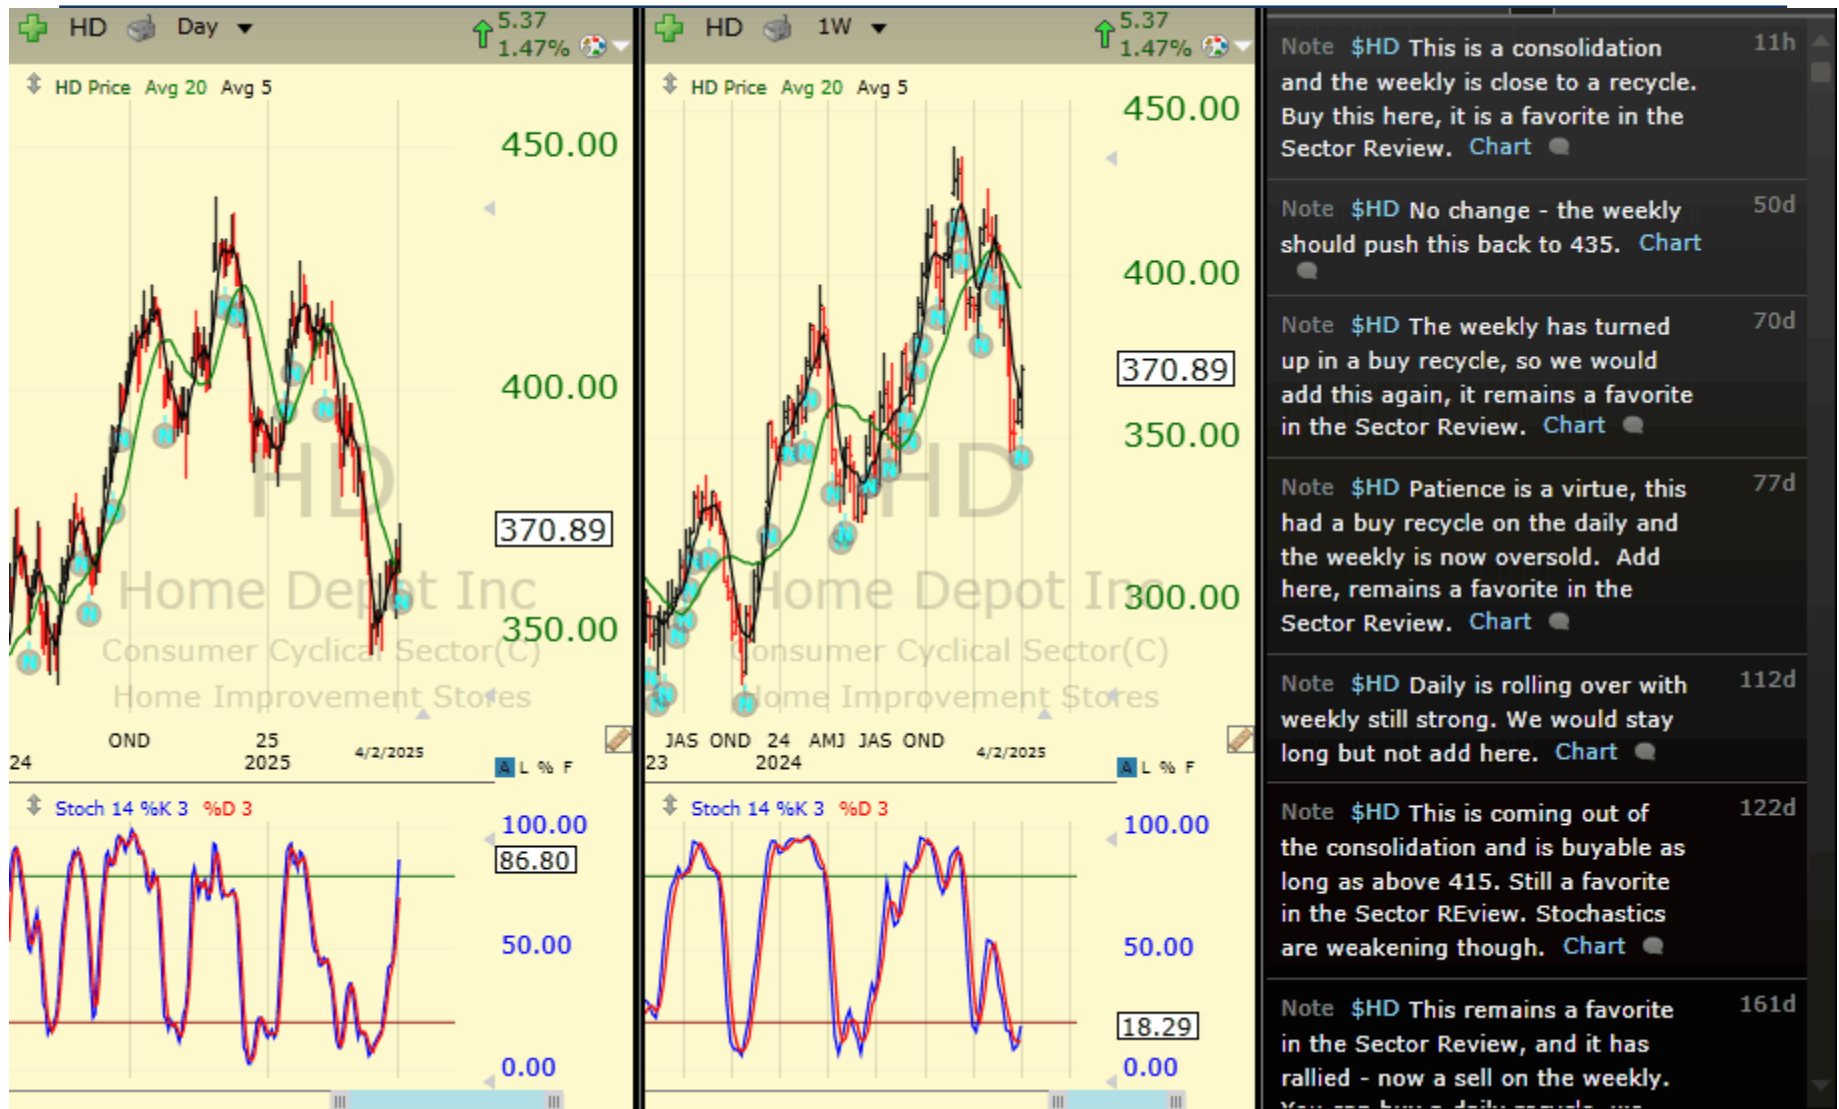 HD Day 5.37
1.47%
HD Price Avg 20 Avg 5
450.00
400.00
370.89
350.00
HD
Home Depot Inc
Consumer Cyclical Sector(C)
Home Improvement Stores
OND 25
24 2025 4/2/2025
A L % F
Stoch 14 %K 3 %D 3
100.00
86.80
50.00
0.00
HD 1W 5.37
1.47%
HD Price Avg 20 Avg 5
450.00
400.00
370.89
350.00
300.00
HD
Home Depot Inc
Consumer Cyclical Sector(C)
Home Improvement Stores
JAS OND 24 AMJ JAS OND
23 2024 4/2/2025
A L % F
Stoch 14 %K 3 %D 3
100.00
50.00
18.29
0.00
Note $HD This is a consolidation 11h
and the weekly is close to a recycle.
Buy this here, it is a favorite in the
Sector Review. Chart
Note $HD No change - the weekly 50d
should push this back to 435. Chart
Note $HD The weekly has turned 70d
up in a buy recycle, so we would
add this again, it remains a favorite
in the Sector Review. Chart
Note $HD Patience is a virtue, this 77d
had a buy recycle on the daily and
the weekly is now oversold. Add
here, remains a favorite in the
Sector Review. Chart
Note $HD Daily is rolling over with 112d
weekly still strong. We would stay
long but not add here. Chart
Note $HD This is coming out of 122d
the consolidation and is buyable as
long as above 415. Still a favorite
in the Sector REview. Stochastics
are weakening though. Chart
Note $HD This remains a favorite 161d
in the Sector Review, and it has
rallied - now a sell on the weekly.